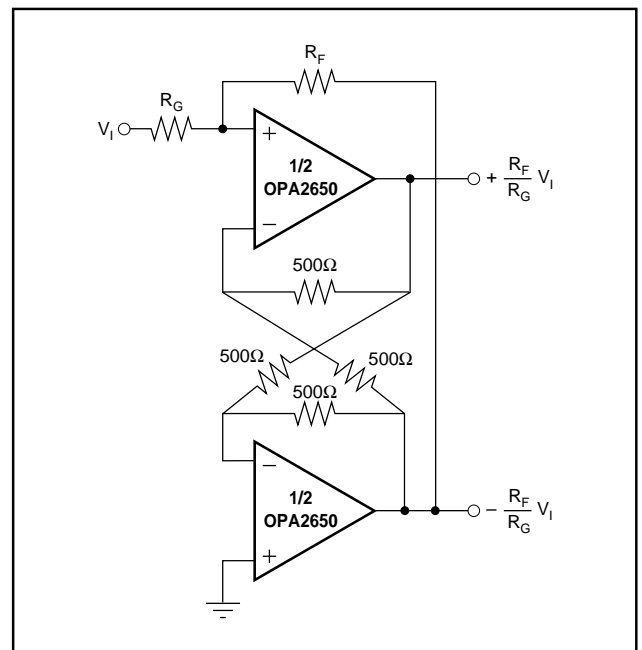 R_F
R_G
V_I
+
1/2
OPA2650
−
+ R_F/R_G V_I
500Ω
500Ω
500Ω
500Ω
−
1/2
OPA2650
+
− R_F/R_G V_I